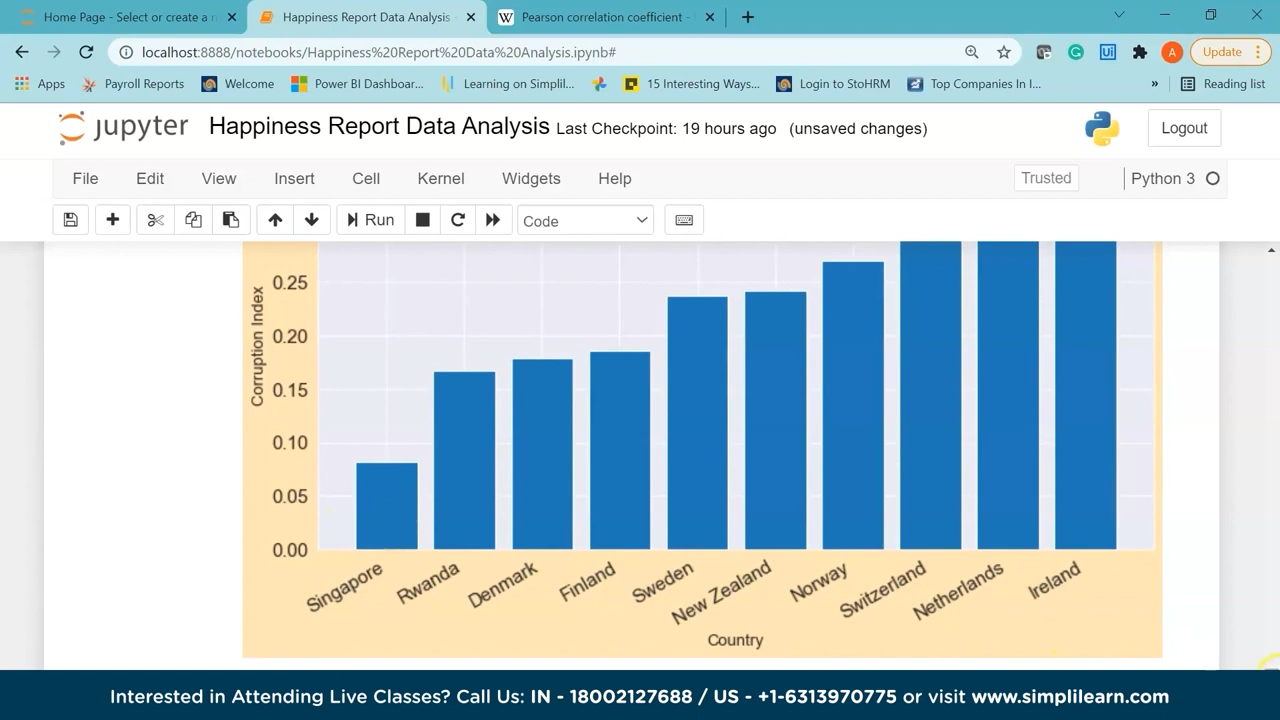 Home Page - Select or create a n
Happiness Report Data Analysis -
Pearson correlation coefficient -
localhost:8888/notebooks/Happiness%20Report%20Data%20Analysis.ipynb#
A
Update
Apps
Payroll Reports
Welcome
Power BI Dashboar...
Learning on Simplil...
15 Interesting Ways...
Login to StoHRM
Top Companies In I...
»
Reading list
jupyter
Happiness Report Data Analysis Last Checkpoint: 19 hours ago (unsaved changes)
Logout
File
Edit
View
Insert
Cell
Kernel
Widgets
Help
Trusted
Python 3
Run
Code
Corruption Index
0.25
0.20
0.15
0.10
0.05
0.00
Singapore
Rwanda
Denmark
Finland
Sweden
New Zealand
Norway
Switzerland
Netherlands
Ireland
Country
Interested in Attending Live Classes? Call Us: IN - 18002127688 / US - +1-6313970775 or visit www.simplilearn.com